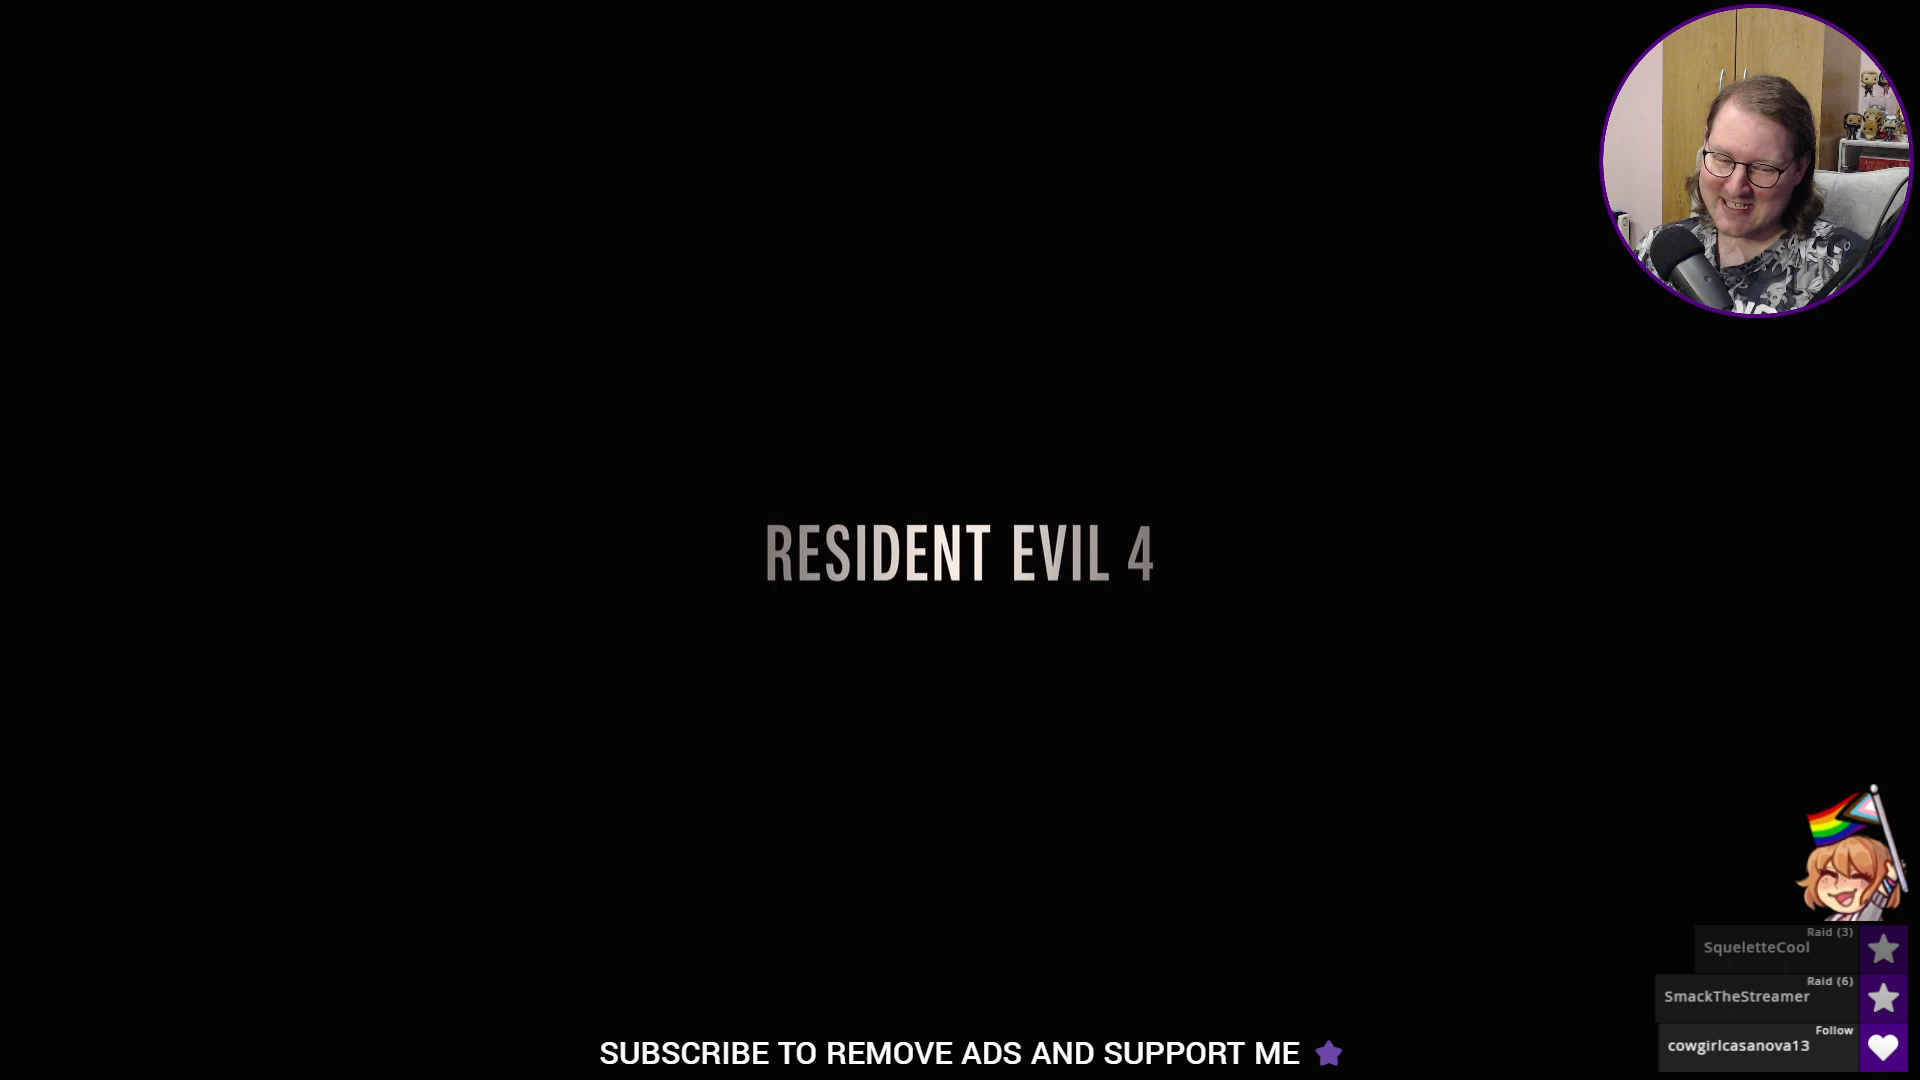 RESIDENT EVIL 4
Raid (3)
SqueletteCool
Raid (6)
SmackTheStreamer
Follow
cowgirlcasanova13
SUBSCRIBE TO REMOVE ADS AND SUPPORT ME